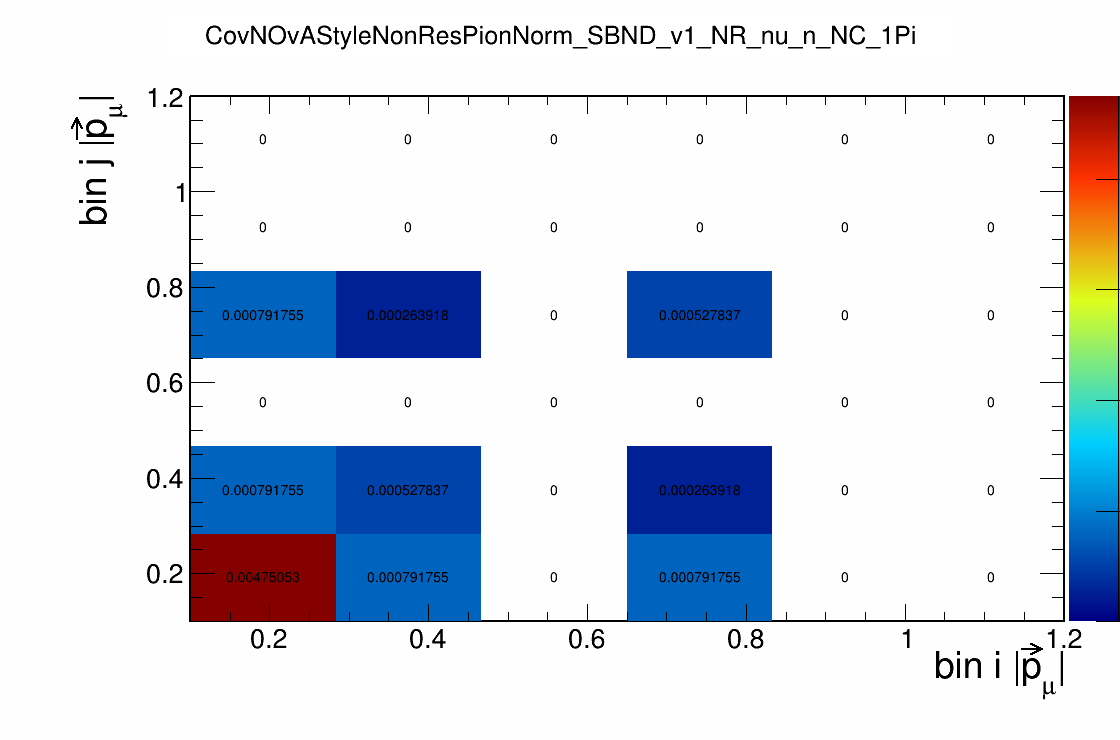 CovNOvAStyleNonResPionNorm_SBND_v1_NR_nu_n_NC_1Pi
bin j |p⃗μ|
1.2
0 0 0 0 0 0
1
0 0 0 0 0 0
0.8
0.000791755 0.000263918 0 0.000527837 0 0
0.6
0 0 0 0 0 0
0.4
0.000791755 0.000527837 0 0.000263918 0 0
0.2
0.00475053 0.000791755 0 0.000791755 0 0
0.2 0.4 0.6 0.8 1 1.2
bin i |p⃗μ|